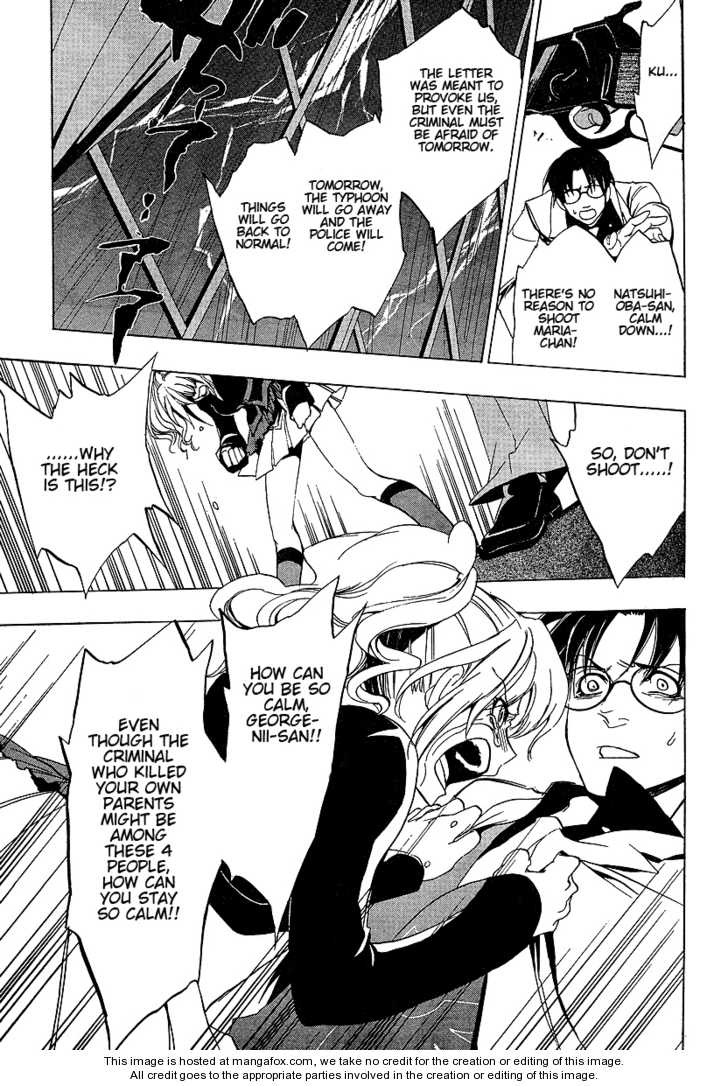 KU...
NATSUHI-
OBA-SAN,
CALM
DOWN...!
THERE'S NO
REASON TO
SHOOT
MARIA-
CHAN!
THE LETTER
WAS MEANT TO
PROVOKE US,
BUT EVEN THE
CRIMINAL MUST
BE AFRAID OF
TOMORROW.
TOMORROW,
THE TYPHOON
WILL GO AWAY
AND THE
POLICE WILL
COME!
THINGS
WILL GO
BACK TO
NORMAL!
SO, DON'T
SHOOT.....!
......WHY
THE HECK
IS THIS!?
HOW CAN
YOU BE SO
CALM,
GEORGE-
NII-SAN!!
EVEN
THOUGH THE
CRIMINAL
WHO KILLED
YOUR OWN
PARENTS
MIGHT BE
AMONG
THESE 4
PEOPLE,
HOW CAN
YOU STAY
SO CALM!!
This image is hosted at mangafox.com, we take no credit for the creation or editing of this image.
All credit goes to the appropriate parties involved in the creation or editing of this image.